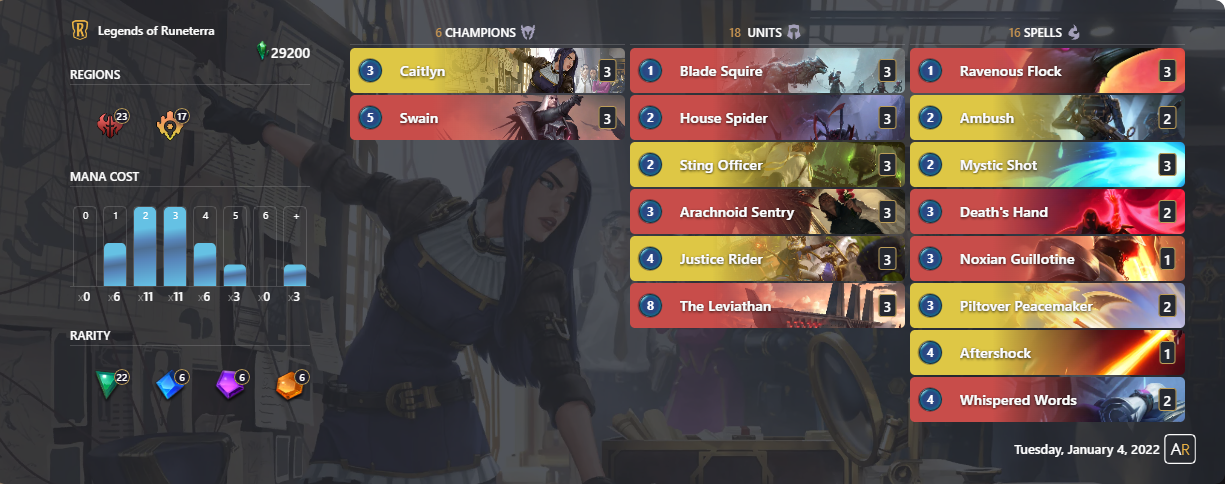 Legends of Runeterra
29200
REGIONS
23
17
MANA COST
0 1 2 3 4 5 6 +
x0 x6 x11 x11 x6 x3 x0 x3
RARITY
22 6 6 6
6 CHAMPIONS
3 Caitlyn 3
5 Swain 3
18 UNITS
1 Blade Squire 3
2 House Spider 3
2 Sting Officer 3
3 Arachnoid Sentry 3
4 Justice Rider 3
8 The Leviathan 3
16 SPELLS
1 Ravenous Flock 3
2 Ambush 2
2 Mystic Shot 3
3 Death's Hand 2
3 Noxian Guillotine 1
3 Piltover Peacemaker 2
4 Aftershock 1
4 Whispered Words 2
Tuesday, January 4, 2022 AR